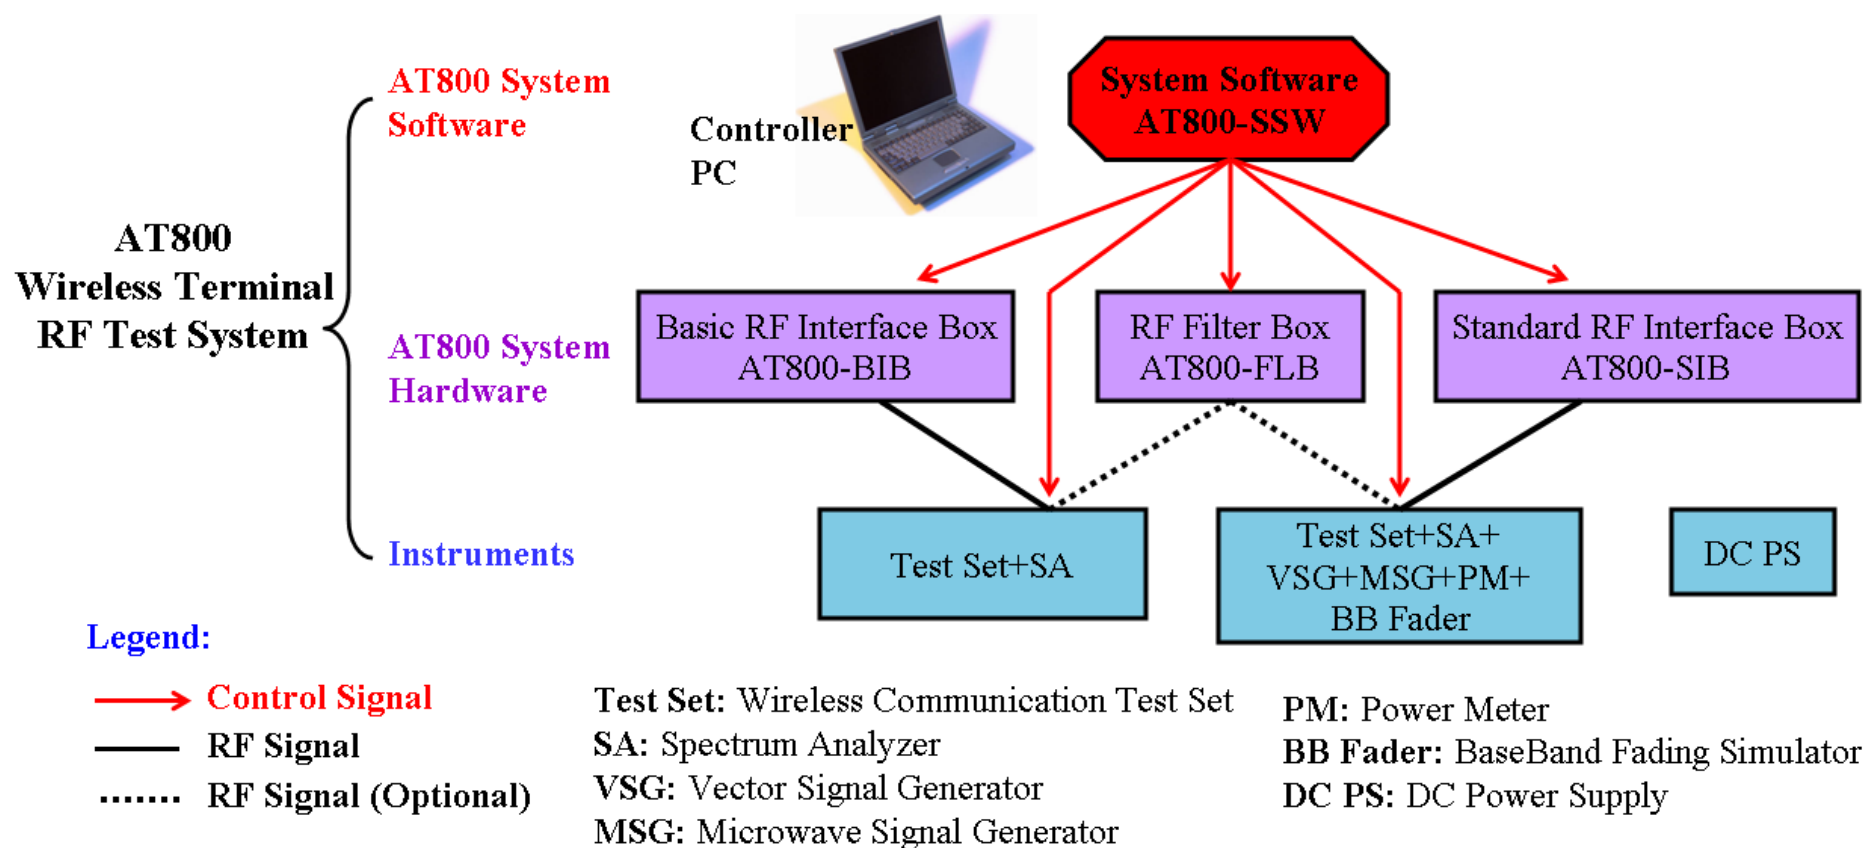 AT800 System
Software
Controller
PC
System Software
AT800-SSW
AT800
Wireless Terminal
RF Test System
AT800 System
Hardware
Basic RF Interface Box
AT800-BIB
RF Filter Box
AT800-FLB
Standard RF Interface Box
AT800-SIB
Instruments
Test Set+SA
Test Set+SA+
VSG+MSG+PM+
BB Fader
DC PS
Legend:
Control Signal
RF Signal
RF Signal (Optional)
Test Set: Wireless Communication Test Set
SA: Spectrum Analyzer
VSG: Vector Signal Generator
MSG: Microwave Signal Generator
PM: Power Meter
BB Fader: BaseBand Fading Simulator
DC PS: DC Power Supply